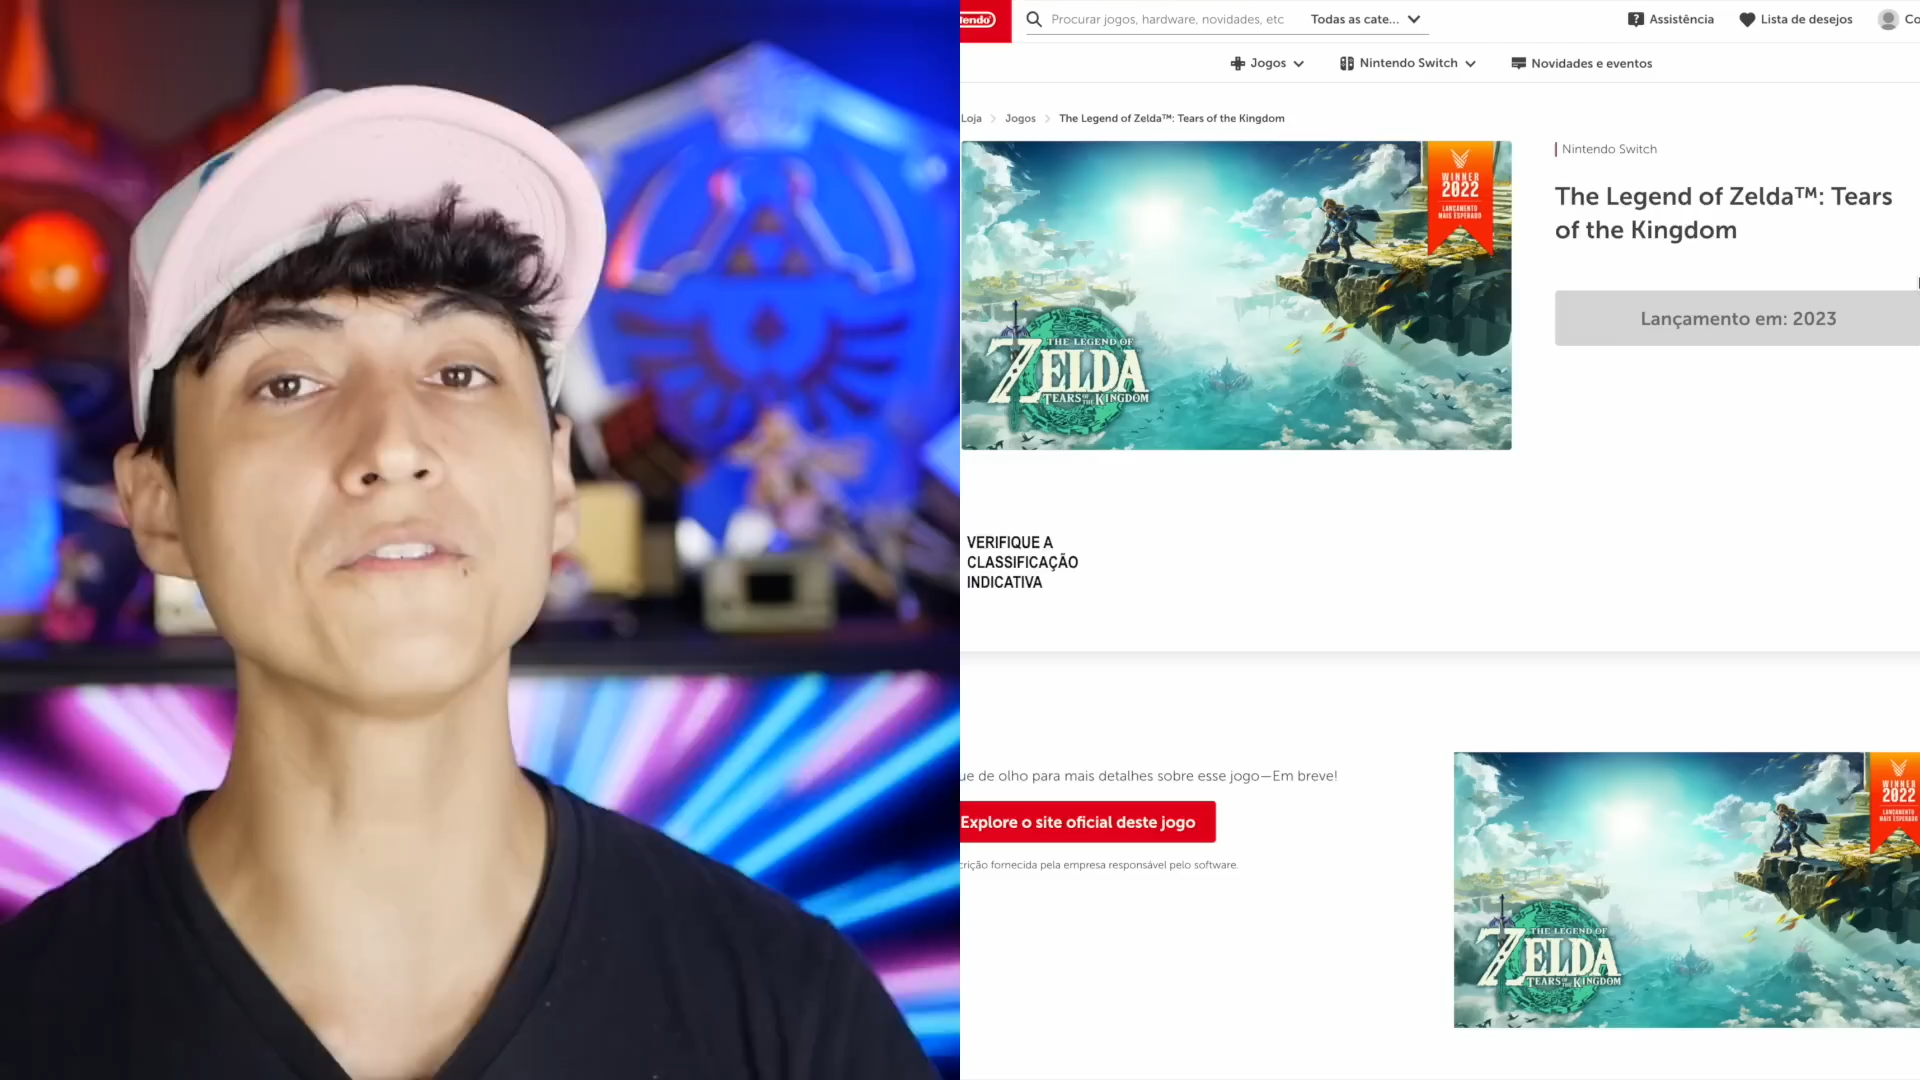 Procurar jogos, hardware, novidades, etc
Todas as cate...
Assistência
Lista de desejos
Jogos
Nintendo Switch
Novidades e eventos
Loja
Jogos
The Legend of Zelda™: Tears of the Kingdom
WINNER
2022
LANÇAMENTO
MAIS ESPERADO
THE LEGEND OF
ZELDA
TEARS OF THE KINGDOM
Nintendo Switch
The Legend of Zelda™: Tears
of the Kingdom
Lançamento em: 2023
VERIFIQUE A
CLASSIFICAÇÃO
INDICATIVA
ue de olho para mais detalhes sobre esse jogo—Em breve!
Explore o site oficial deste jogo
crição fornecida pela empresa responsável pelo software.
WINNER
2022
LANÇAMENTO
MAIS ESPERADO
THE LEGEND OF
ZELDA
TEARS OF THE KINGDOM